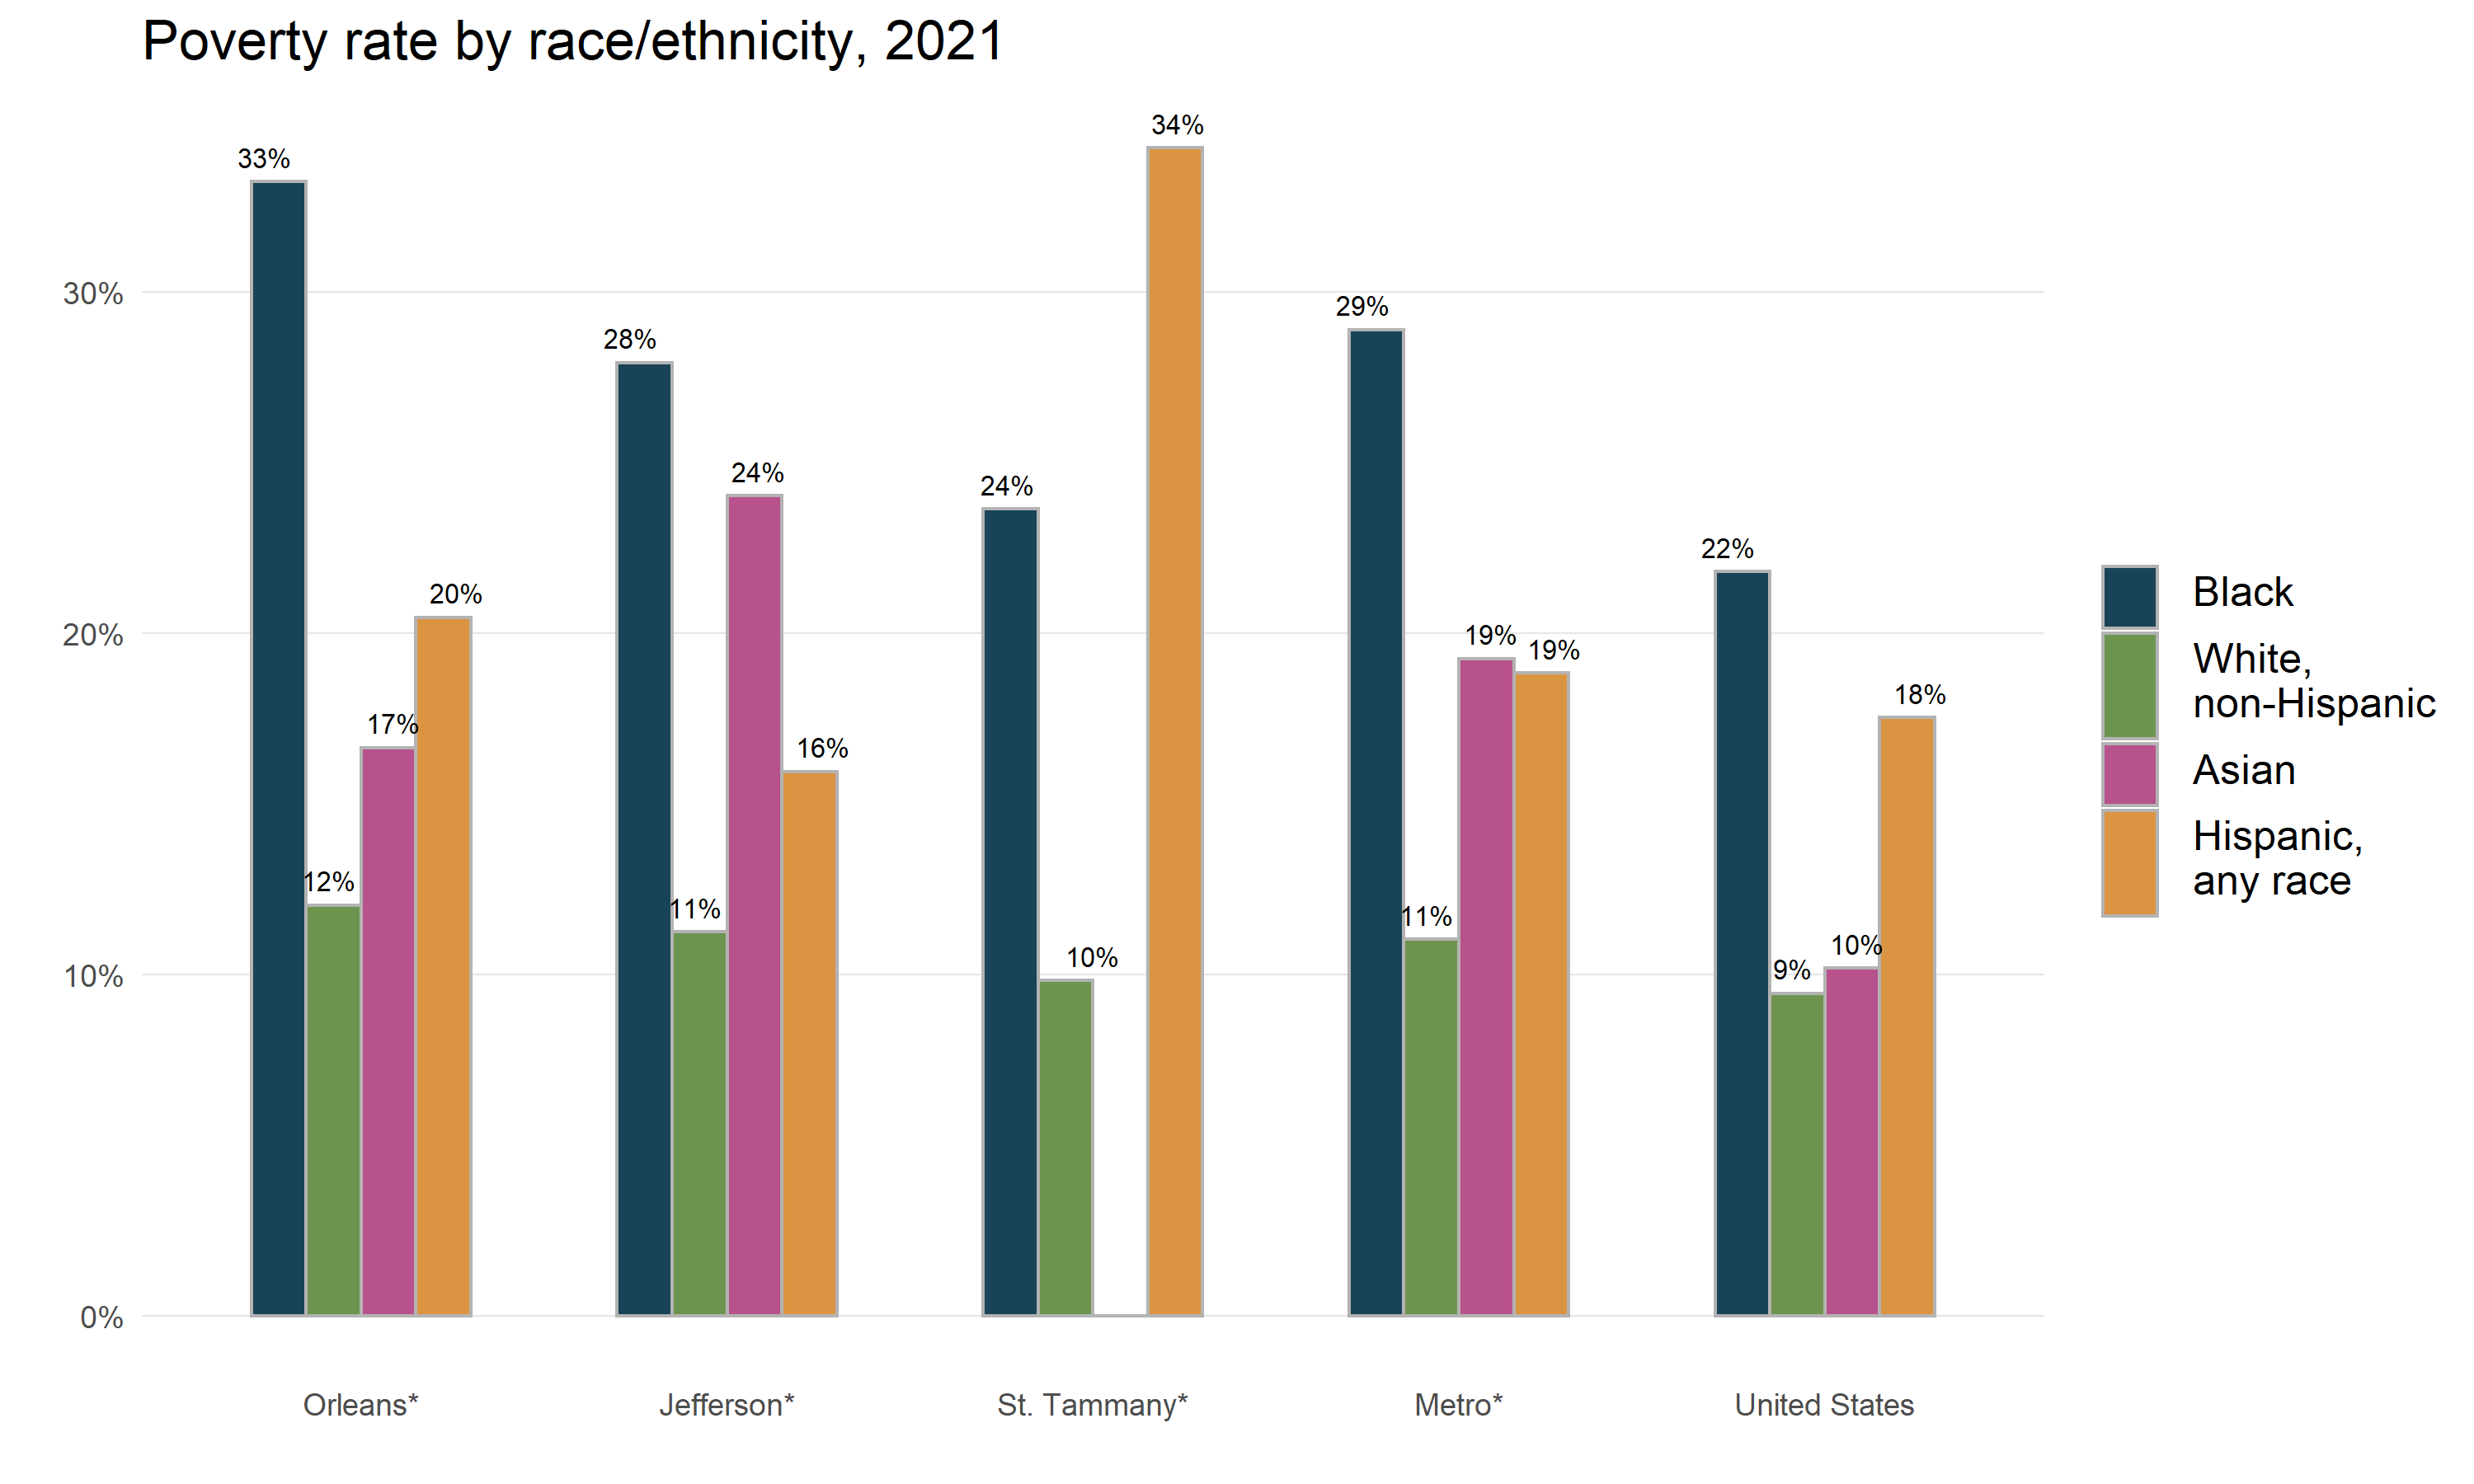 Poverty rate by race/ethnicity, 2021
30%
20%
10%
0%
33%
12%
17%
20%
28%
11%
24%
16%
24%
10%
34%
29%
11%
19%
19%
22%
9%
10%
18%
Orleans*
Jefferson*
St. Tammany*
Metro*
United States
Black
White,
non-Hispanic
Asian
Hispanic,
any race